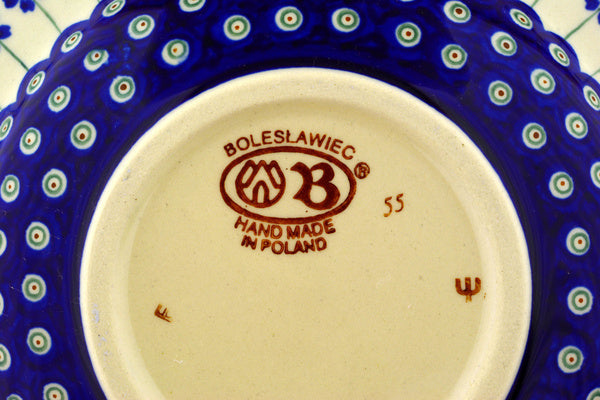 BOLESŁAWIEC
B ®
HAND MADE
IN POLAND
55
F